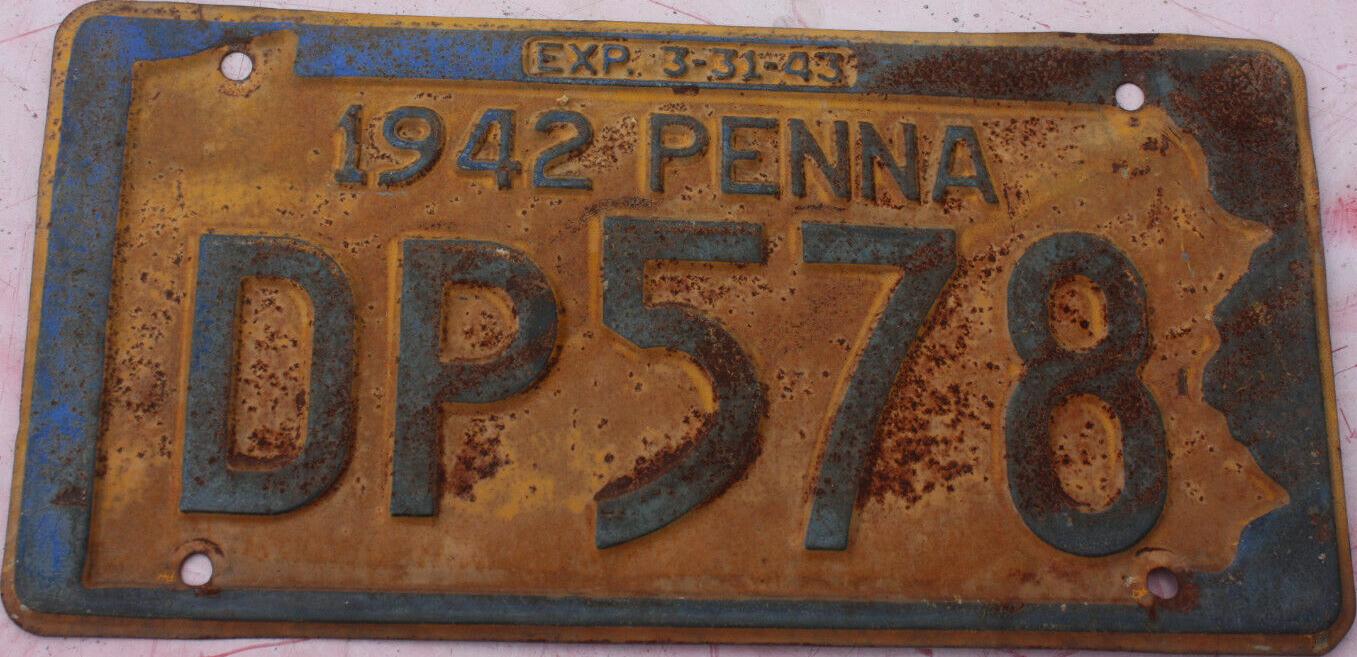 EXP. 3-31-43
1942 PENNA
DP578